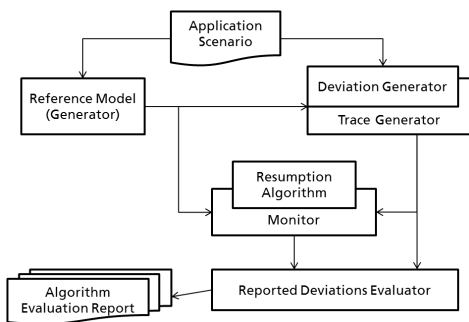 Application
Scenario
Reference Model
(Generator)
Deviation Generator
Trace Generator
Resumption
Algorithm
Monitor
Algorithm
Evaluation Report
Reported Deviations Evaluator